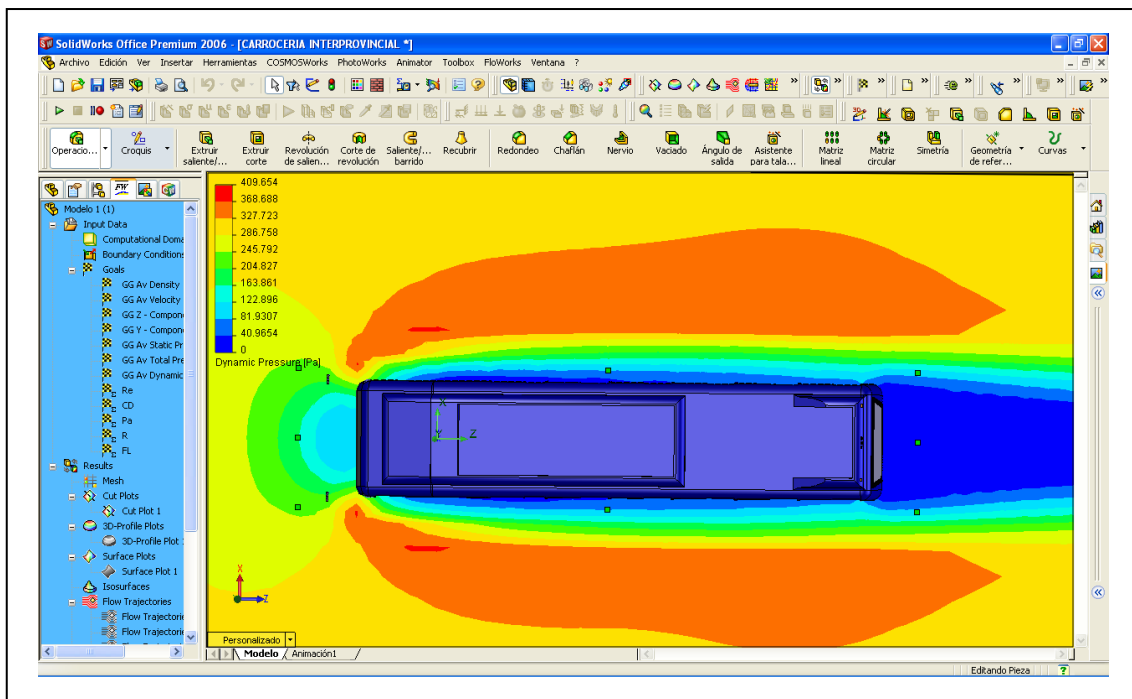 SolidWorks Office Premium 2006 - [CARROCERIA INTERPROVINCIAL *]
Archivo Edición Ver Insertar Herramientas COSMOSWorks PhotoWorks Animator Toolbox FloWorks Ventana ?
Operacio... Croquis Extruir saliente/... Extruir corte Revolución de salien... Corte de revolución Saliente/... barrido Recubrir Redondeo Chaflán Nervio Vaciado Ángulo de salida Asistente para tala... Matriz lineal Matriz circular Simetría Geometría de refer... Curvas
Modelo 1 (1)
Input Data
Computational Doma
Boundary Conditions
Goals
GG Av Density
GG Av Velocity
GG Z - Compon
GG Y - Compon
GG Av Static Pr
GG Av Total Pre
GG Av Dynamic
Re
CD
Pa
R
FL
Results
Mesh
Cut Plots
Cut Plot 1
3D-Profile Plots
3D-Profile Plot
Surface Plots
Surface Plot 1
Isosurfaces
Flow Trajectories
Flow Trajectorie
Flow Trajectorie
409.654
368.688
327.723
286.758
245.792
204.827
163.861
122.896
81.9307
40.9654
0
Dynamic Pressure [Pa]
X
Y
Z
X
Z
Personalizado
Modelo Animación1
Editando Pieza ?